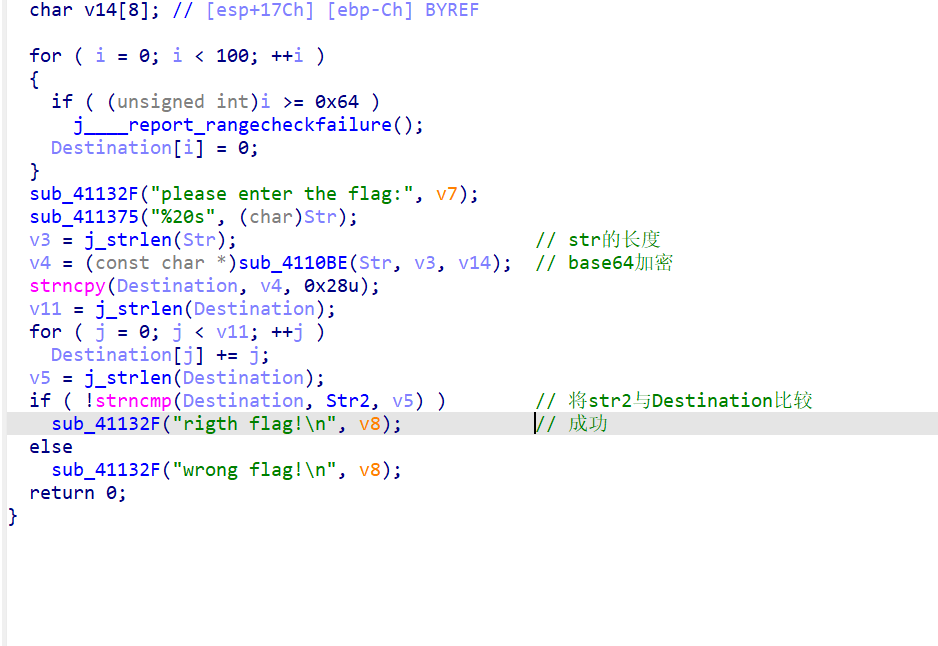 char v14[8]; // [esp+17Ch] [ebp-Ch] BYREF
for ( i = 0; i < 100; ++i )
{
if ( (unsigned int)i >= 0x64 )
j____report_rangecheckfailure();
Destination[i] = 0;
}
sub_41132F("please enter the flag:", v7);
sub_411375("%20s", (char)Str);
v3 = j_strlen(Str); // str的长度
v4 = (const char *)sub_4110BE(Str, v3, v14); // base64加密
strncpy(Destination, v4, 0x28u);
v11 = j_strlen(Destination);
for ( j = 0; j < v11; ++j )
Destination[j] += j;
v5 = j_strlen(Destination);
if ( !strncmp(Destination, Str2, v5) ) // 将str2与Destination比较
sub_41132F("rigth flag!\n", v8); // 成功
else
sub_41132F("wrong flag!\n", v8);
return 0;
}